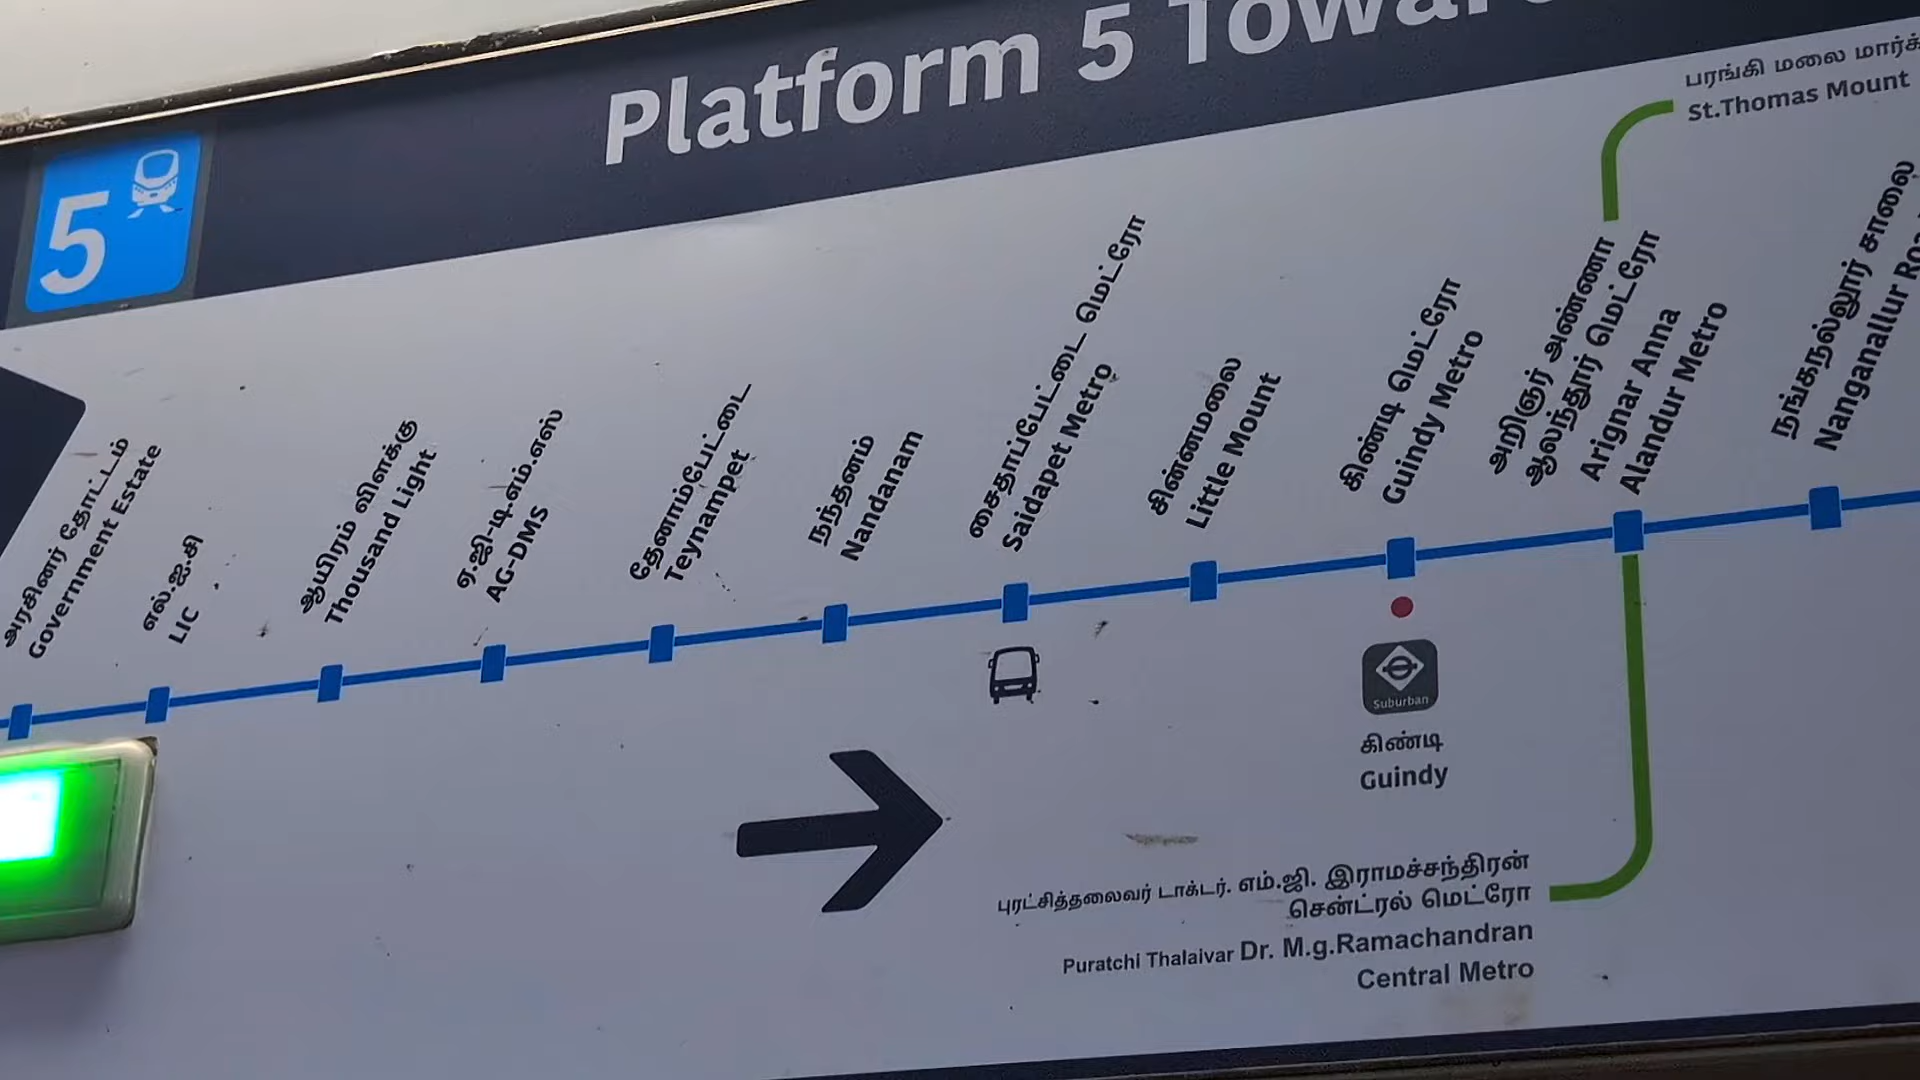 Platform 5 Towar
5
பரங்கி மலை
St.Thomas Mount
அரசினர் தோட்டம்
Government Estate
எல்.ஐ.சி
LIC
ஆயிரம் விளக்கு
Thousand Light
ஏ.ஜி-டி.எம்.எஸ்
AG-DMS
தேனாம்பேட்டை
Teynampet
நந்தனம்
Nandanam
சைதாப்பேட்டை மெட்ரோ
Saidapet Metro
சின்னமலை
Little Mount
கிண்டி மெட்ரோ
Guindy Metro
அறிஞர் அண்ணா
ஆலந்தூர் மெட்ரோ
Arignar Anna
Alandur Metro
நங்கநல்லூர் சாலை
Nanganallur
Suburban
கிண்டி
Guindy
புரட்சித்தலைவர் டாக்டர். எம்.ஜி. இராமச்சந்திரன்
சென்ட்ரல் மெட்ரோ
Puratchi Thalaivar Dr. M.g.Ramachandran
Central Metro